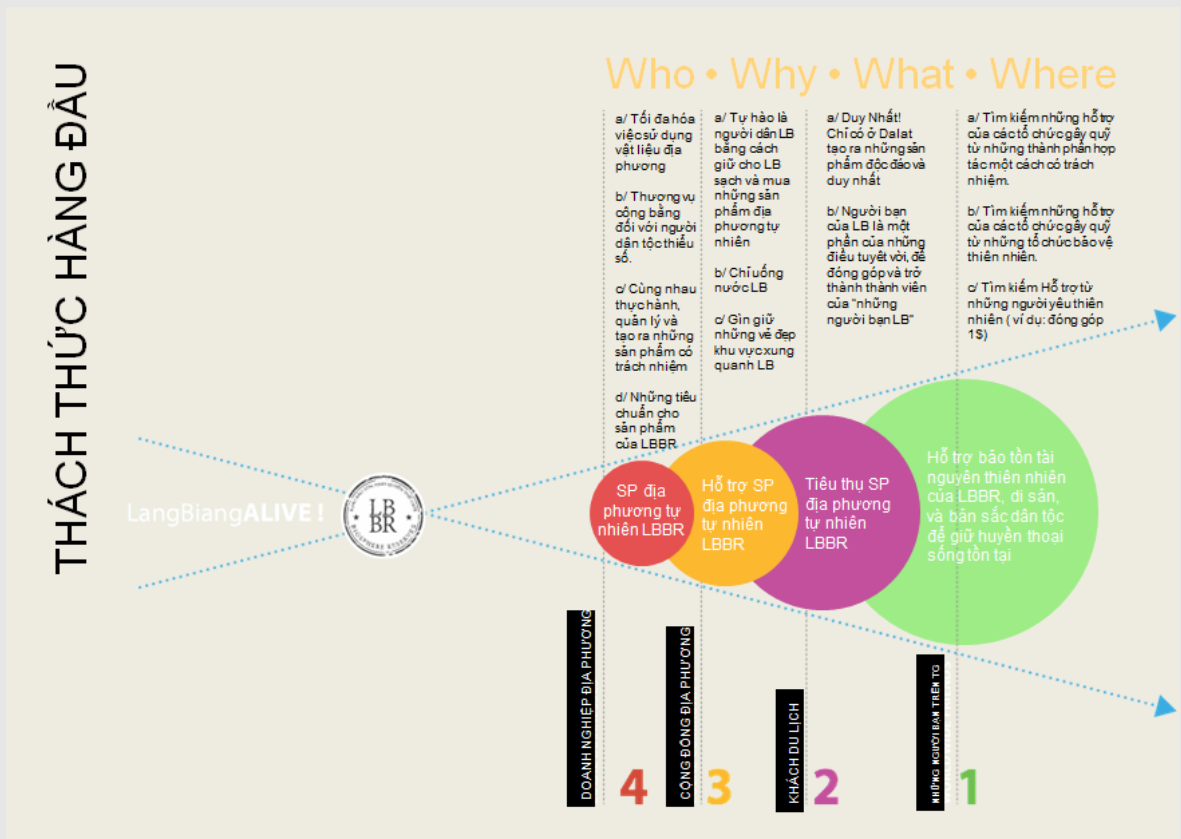 THÁCH THỨC HÀNG ĐẦU
Who • Why • What • Where
a/ Tối đa hóa
việc sử dụng
vật liệu địa
phương
b/ Thương vụ
công bằng
đối với người
dân tộc thiểu
số.
c/ Cùng nhau
thực hành,
quản lý và
tạo ra những
sản phẩm có
trách nhiệm
d/ Những tiêu
chuẩn cho
sản phẩm
của LBBR
a/ Tự hào là
người dân LB
bằng cách
giữ cho LB
sạch và mua
những sản
phẩm địa
phương tự
nhiên
b/ Chỉ uống
nước LB
c/ Gìn giữ
những vẻ đẹp
khu vực xung
quanh LB
a/ Duy Nhất!
Chỉ có ở Dalat
tạo ra những sản
phẩm độc đáo và
duy nhất
b/ Người bạn
của LB là một
phần của những
điều tuyệt vời, để
đóng góp và trở
thành thành viên
của "những
người bạn LB"
a/ Tìm kiếm những hỗ trợ
của các tổ chức gây quỹ
từ những thành phần hợp
tác một cách có trách
nhiệm.
b/ Tìm kiếm những hỗ trợ
của các tổ chức gây quỹ
từ những tổ chức bảo vệ
thiên nhiên.
c/ Tìm kiếm Hỗ trợ từ
những người yêu thiên
nhiên ( ví dụ: đóng góp
1$)
LangBiangALIVE !
LB
BR
SP địa
phương tự
nhiên LBBR
Hỗ trợ SP
địa phương
tự nhiên
LBBR
Tiêu thụ SP
địa phương
tự nhiên
LBBR
Hỗ trợ bảo tồn tài
nguyên thiên nhiên
của LBBR, di sản,
và bản sắc dân tộc
để giữ huyền thoại
sống tồn tại
DOANH NGHIỆP ĐỊA PHƯƠNG
4
CỘNG ĐỒNG ĐỊA PHƯƠNG
3
KHÁCH DU LỊCH
2
NHỮNG NGƯỜI BẠN TRÊN TG
1